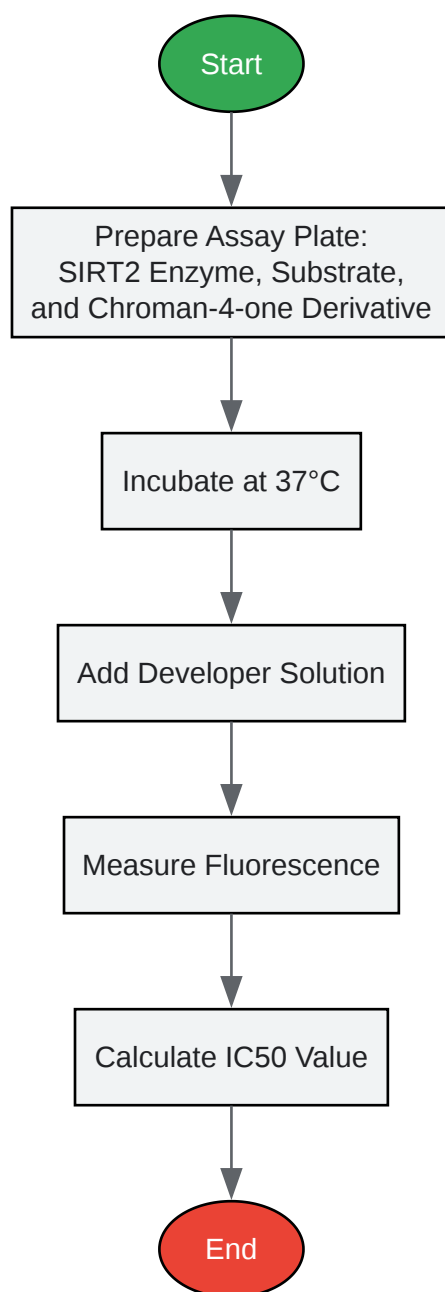 Start
Prepare Assay Plate:
SIRT2 Enzyme, Substrate,
and Chroman-4-one Derivative
Incubate at 37°C
Add Developer Solution
Measure Fluorescence
Calculate IC50 Value
End